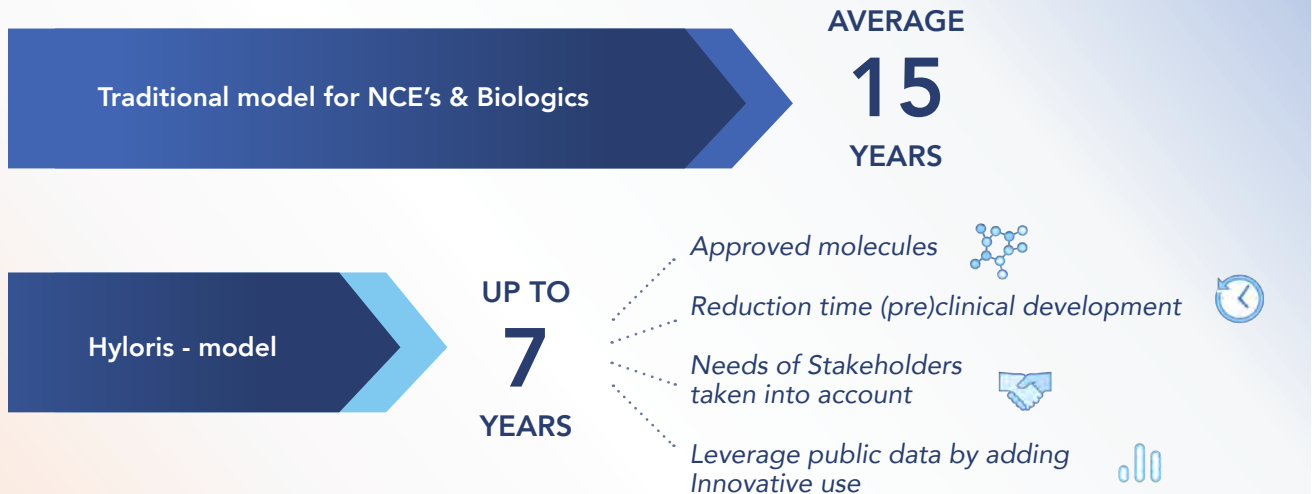 AVERAGE
15
YEARS
Traditional model for NCE's & Biologics
Hyloris - model
UP TO
7
YEARS
Approved molecules
Reduction time (pre)clinical development
Needs of Stakeholders
taken into account
Leverage public data by adding
Innovative use